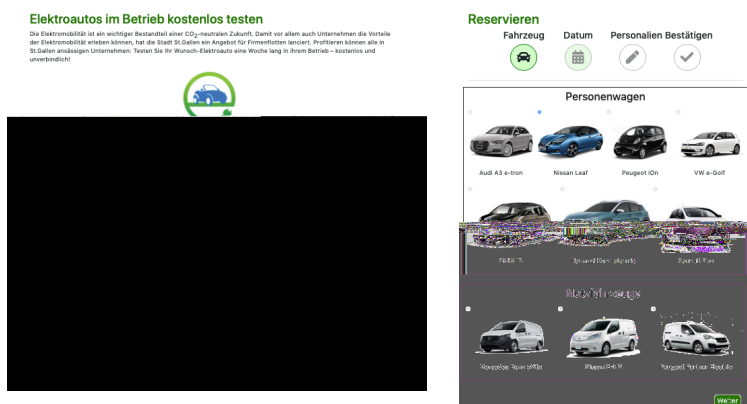 Elektroautos im Betrieb kostenlos testen
Die Elektromobilität ist ein wichtiger Bestandteil einer CO2-neutralen Zukunft. Damit vor allem auch Unternehmen die Vorteile
der Elektromobilität erleben können, hat die Stadt St.Gallen ein Angebot für Firmenflotten lanciert. Profitieren können alle in
St.Gallen ansässigen Unternehmen: Testen Sie Ihr Wunsch-Elektroauto eine Woche lang in ihrem Betrieb – kostenlos und
unverbindlich!
Reservieren
Fahrzeug Datum Personalien Bestätigen
Personenwagen
Audi A3 e-tron Nissan Leaf Peugeot iOn VW e-Golf
Nutzfahrzeuge
Weiter